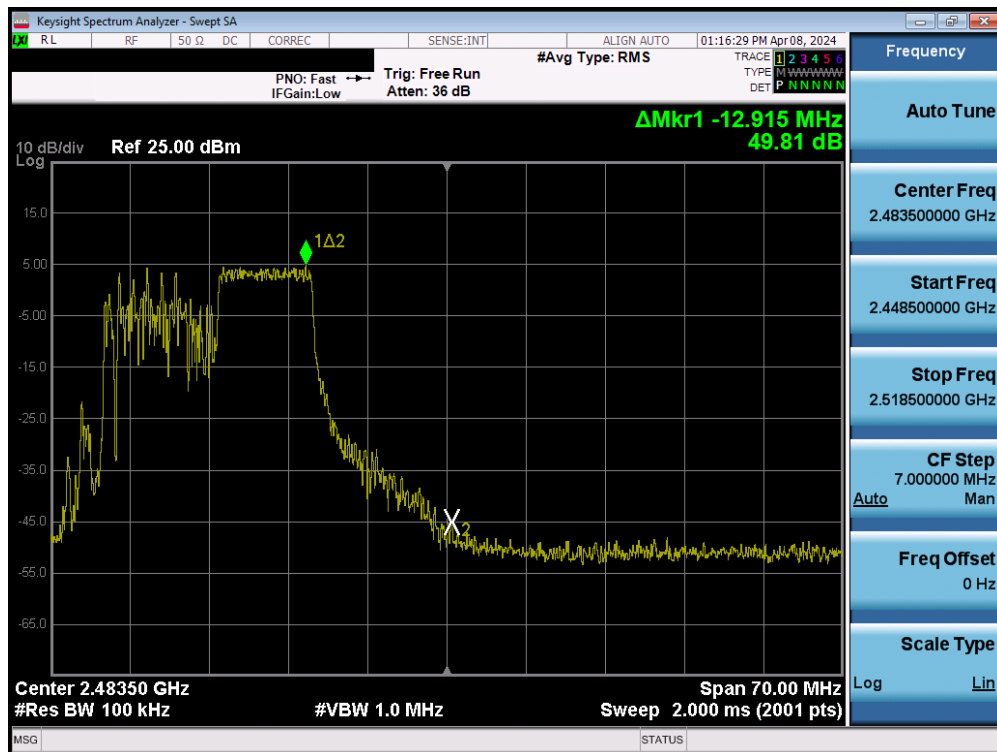 Keysight Spectrum Analyzer - Swept SA
LXI RL RF 50 Ω DC CORREC SENSE:INT ALIGN AUTO 01:16:29 PM Apr 08, 2024
#Avg Type: RMS
TRACE 1 2 3 4 5 6
TYPE M W W W W W
DET P N N N N N
PNO: Fast
IFGain:Low
Trig: Free Run
Atten: 36 dB
ΔMkr1 -12.915 MHz
49.81 dB
10 dB/div
Log
Ref 25.00 dBm
15.0
5.00
-5.00
-15.0
-25.0
-35.0
-45.0
-55.0
-65.0
1Δ2
X2
Center 2.48350 GHz
Span 70.00 MHz
#Res BW 100 kHz
#VBW 1.0 MHz
Sweep 2.000 ms (2001 pts)
MSG
STATUS
Frequency
Auto Tune
Center Freq
2.483500000 GHz
Start Freq
2.448500000 GHz
Stop Freq
2.518500000 GHz
CF Step
7.000000 MHz
Auto Man
Freq Offset
0 Hz
Scale Type
Log Lin